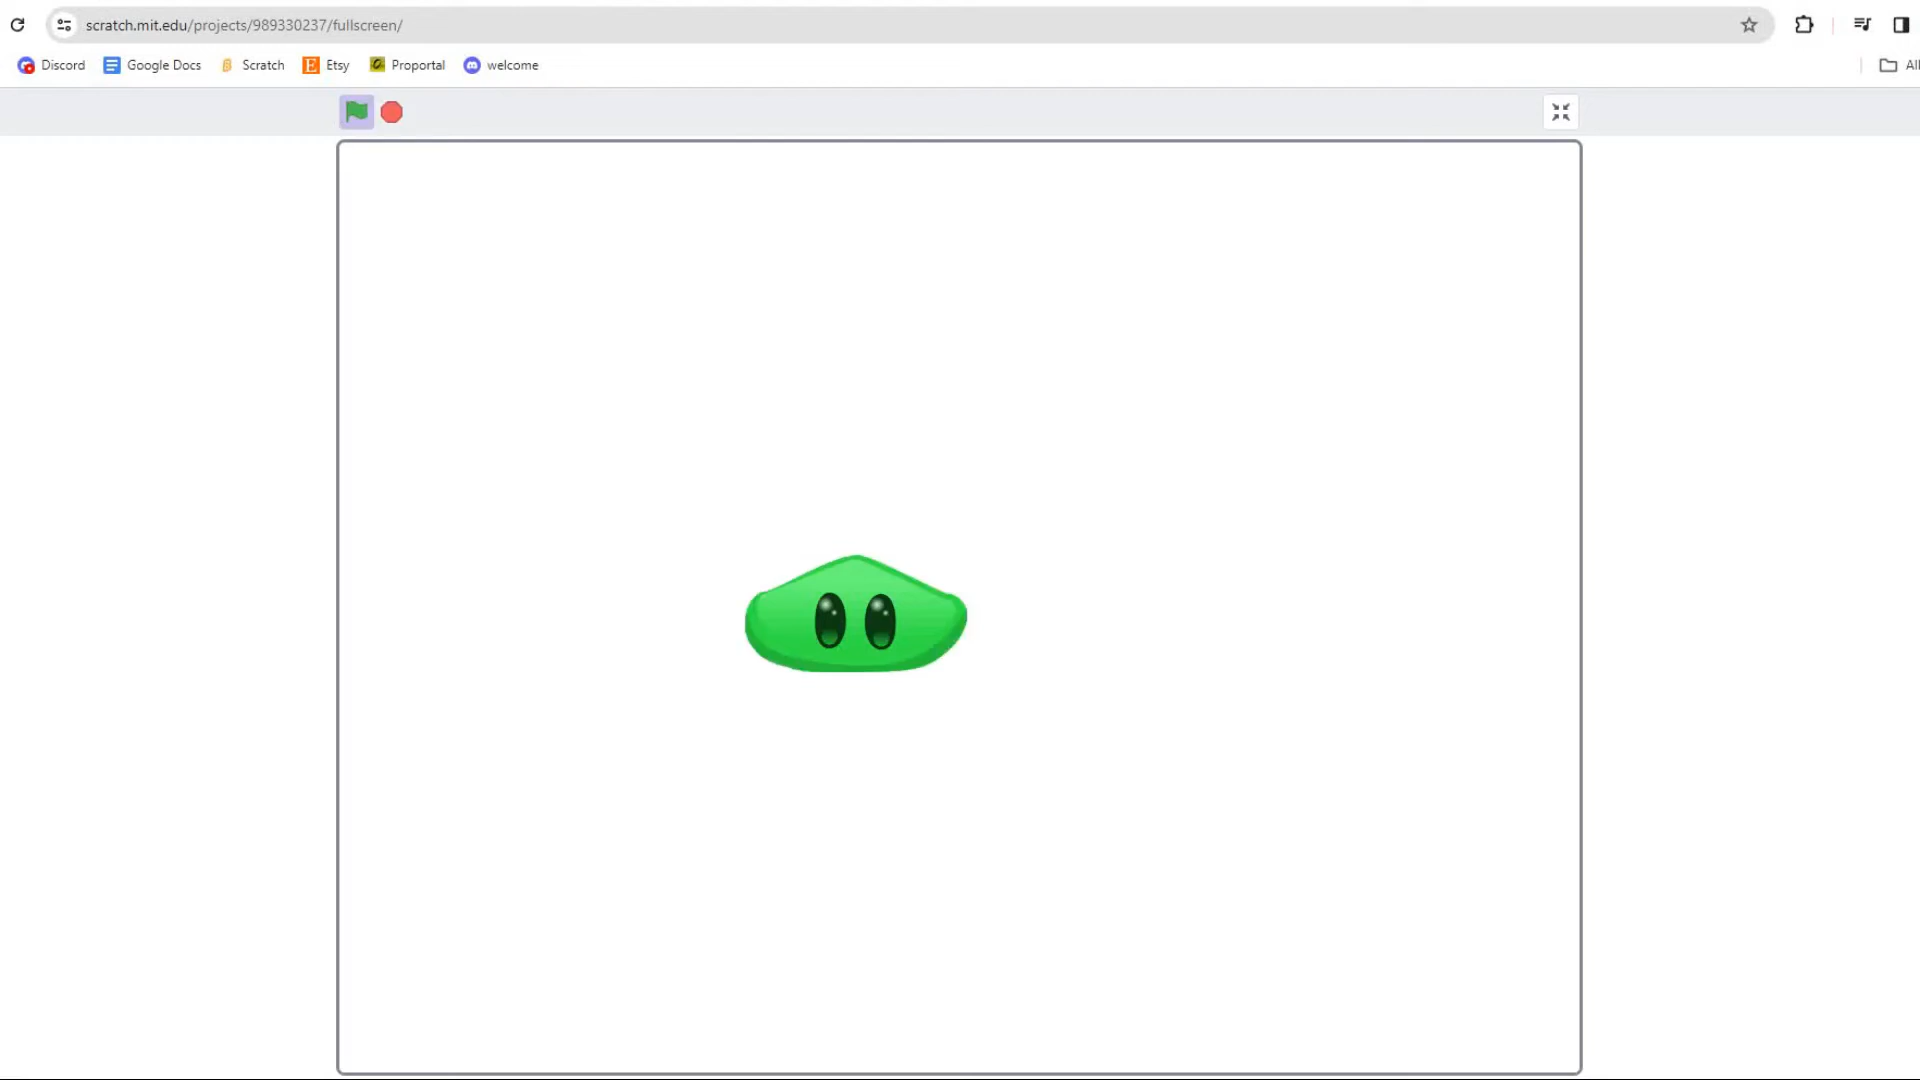 scratch.mit.edu/projects/989330237/fullscreen/
Discord Google Docs Scratch Etsy Proportal welcome All